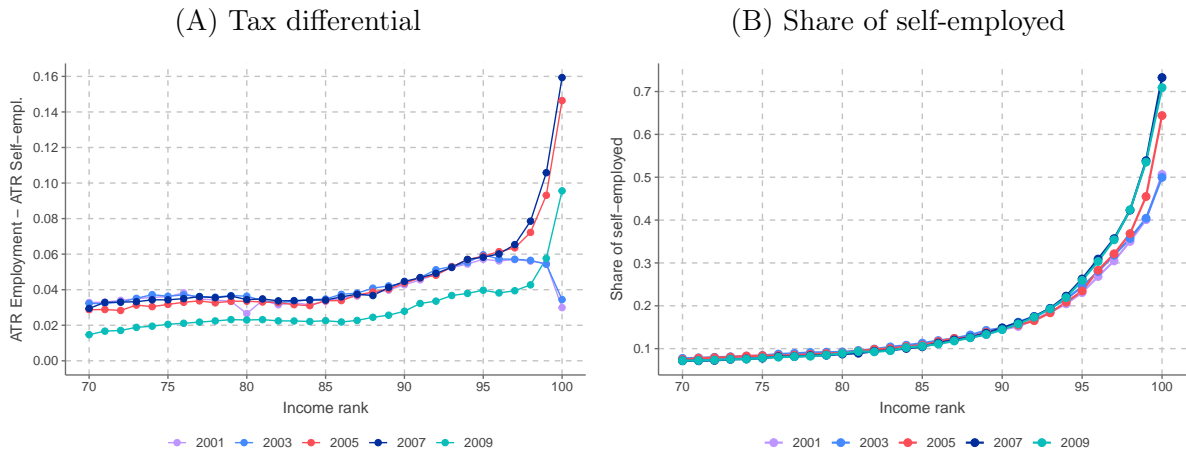 (A) Tax differential
ATR Employment − ATR Self-empl.
0.16
0.14
0.12
0.10
0.08
0.06
0.04
0.02
0.00
70 75 80 85 90 95 100
Income rank
2001 2003 2005 2007 2009
(B) Share of self-employed
Share of self-employed
0.7
0.6
0.5
0.4
0.3
0.2
0.1
70 75 80 85 90 95 100
Income rank
2001 2003 2005 2007 2009